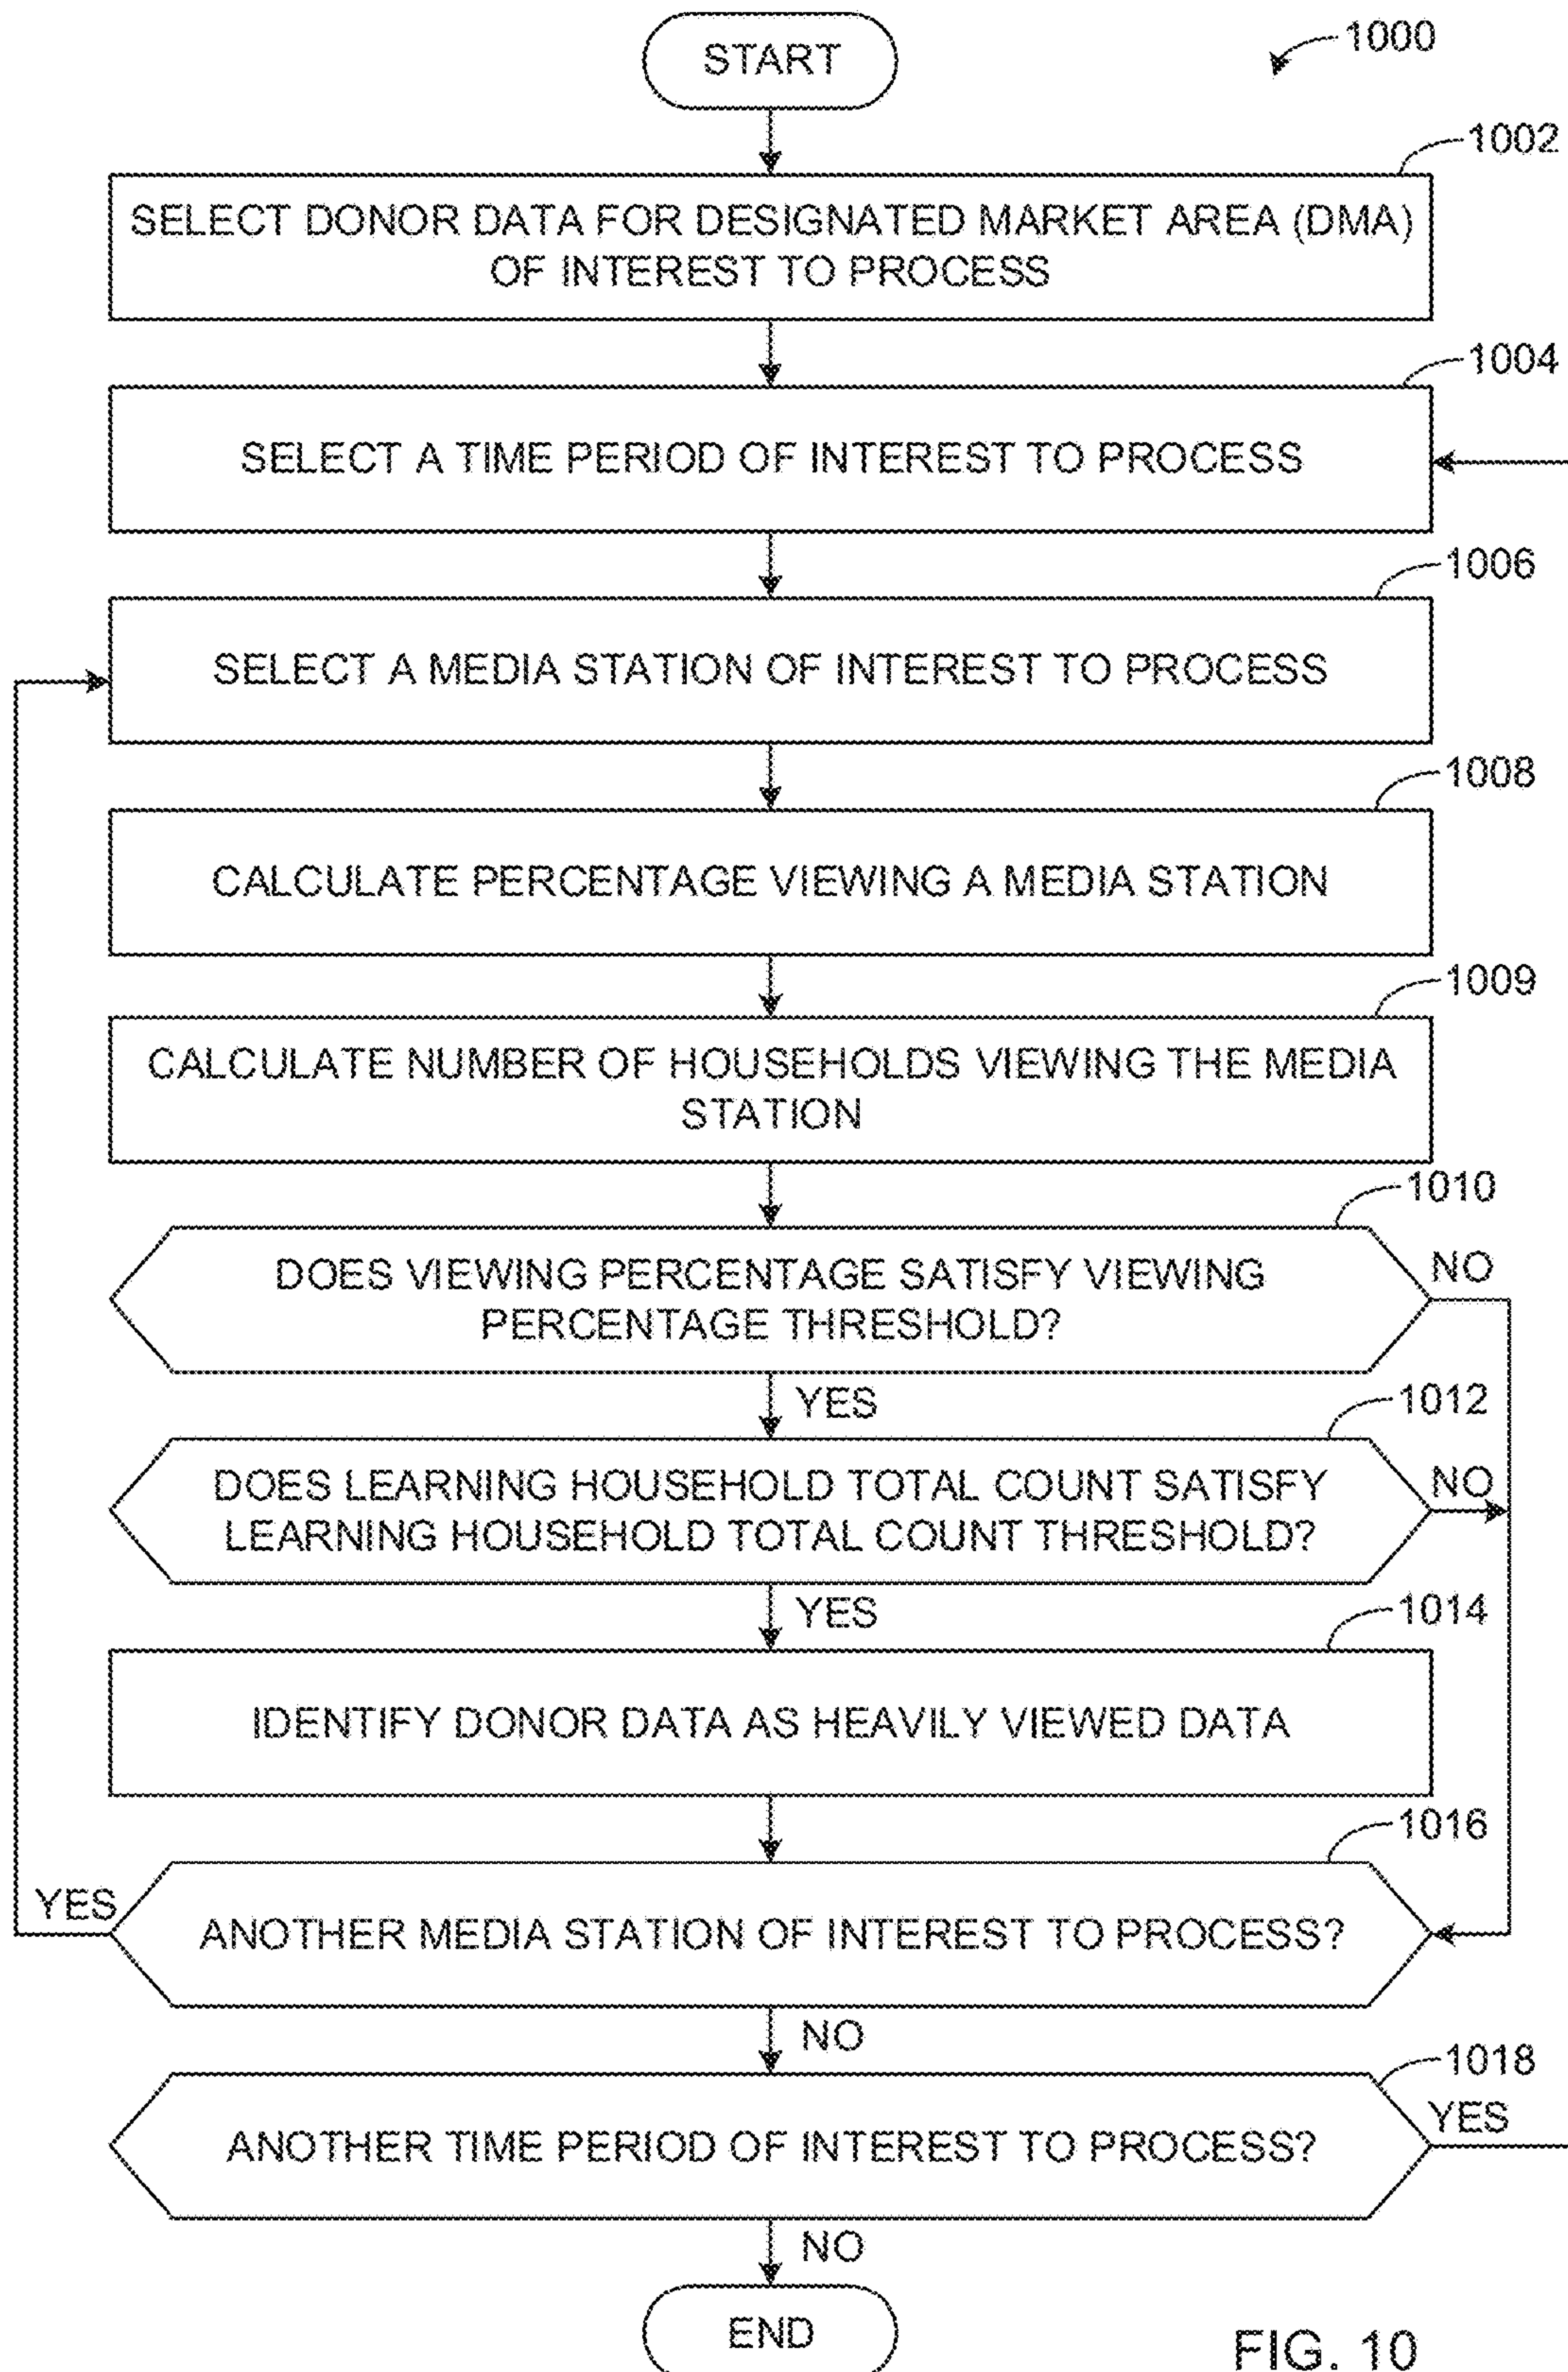 START
1000
1002
SELECT DONOR DATA FOR DESIGNATED MARKET AREA (DMA)
OF INTEREST TO PROCESS
1004
SELECT A TIME PERIOD OF INTEREST TO PROCESS
1006
SELECT A MEDIA STATION OF INTEREST TO PROCESS
1008
CALCULATE PERCENTAGE VIEWING A MEDIA STATION
1009
CALCULATE NUMBER OF HOUSEHOLDS VIEWING THE MEDIA
STATION
1010
DOES VIEWING PERCENTAGE SATISFY VIEWING
PERCENTAGE THRESHOLD?
NO
YES
1012
DOES LEARNING HOUSEHOLD TOTAL COUNT SATISFY
LEARNING HOUSEHOLD TOTAL COUNT THRESHOLD?
NO
YES
1014
IDENTIFY DONOR DATA AS HEAVILY VIEWED DATA
1016
YES
ANOTHER MEDIA STATION OF INTEREST TO PROCESS?
NO
1018
YES
ANOTHER TIME PERIOD OF INTEREST TO PROCESS?
NO
END
FIG. 10